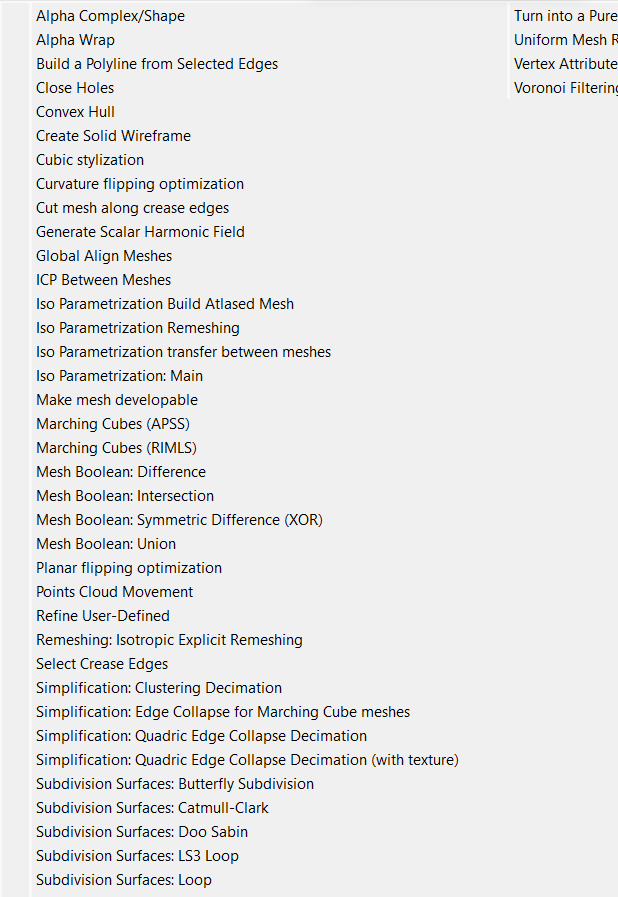 Alpha Complex/Shape
Alpha Wrap
Build a Polyline from Selected Edges
Close Holes
Convex Hull
Create Solid Wireframe
Cubic stylization
Curvature flipping optimization
Cut mesh along crease edges
Generate Scalar Harmonic Field
Global Align Meshes
ICP Between Meshes
Iso Parametrization Build Atlased Mesh
Iso Parametrization Remeshing
Iso Parametrization transfer between meshes
Iso Parametrization: Main
Make mesh developable
Marching Cubes (APSS)
Marching Cubes (RIMLS)
Mesh Boolean: Difference
Mesh Boolean: Intersection
Mesh Boolean: Symmetric Difference (XOR)
Mesh Boolean: Union
Planar flipping optimization
Points Cloud Movement
Refine User-Defined
Remeshing: Isotropic Explicit Remeshing
Select Crease Edges
Simplification: Clustering Decimation
Simplification: Edge Collapse for Marching Cube meshes
Simplification: Quadric Edge Collapse Decimation
Simplification: Quadric Edge Collapse Decimation (with texture)
Subdivision Surfaces: Butterfly Subdivision
Subdivision Surfaces: Catmull-Clark
Subdivision Surfaces: Doo Sabin
Subdivision Surfaces: LS3 Loop
Subdivision Surfaces: Loop
Turn into a Pure
Uniform Mesh
Vertex Attribute
Voronoi Filtering